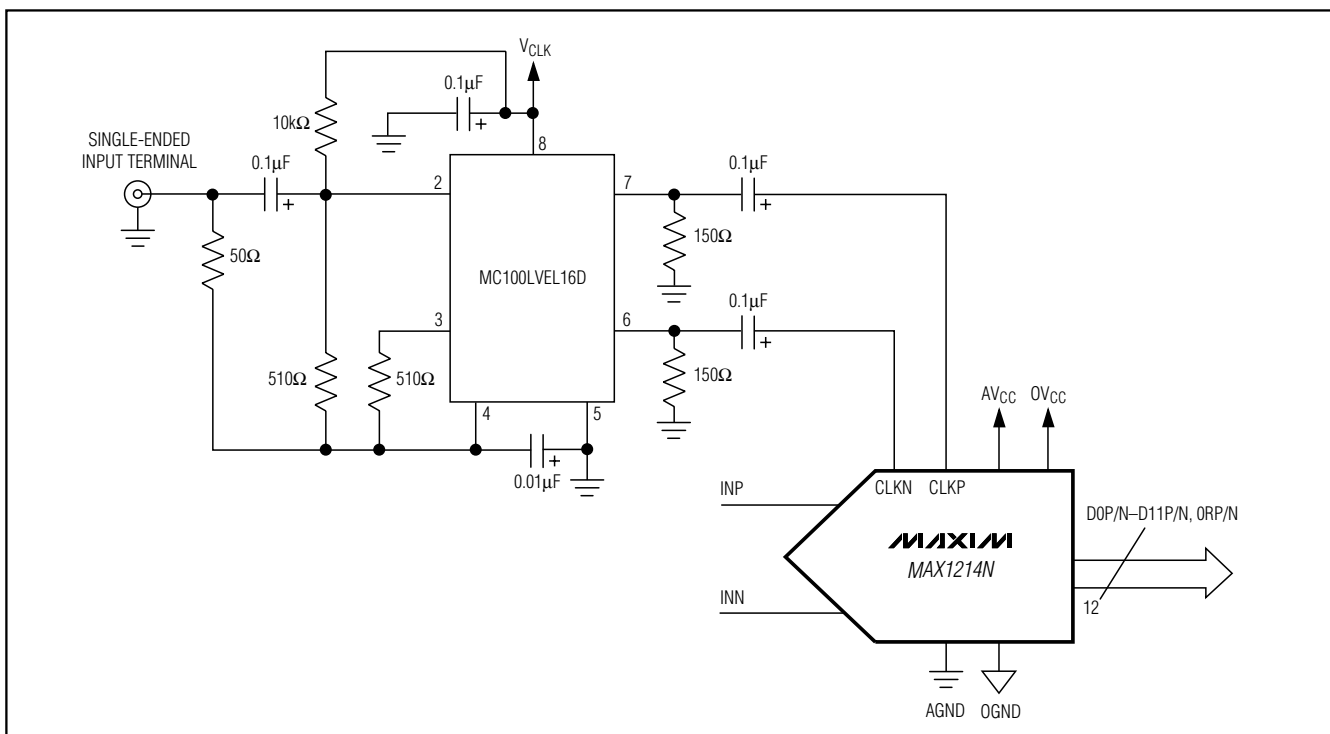 V_CLK
0.1μF
10kΩ
SINGLE-ENDED
INPUT TERMINAL
0.1μF
8
2
7
0.1μF
50Ω
150Ω
MC100LVEL16D
0.1μF
3
6
510Ω
510Ω
150Ω
4
5
0.01μF
AV_CC
OV_CC
INP
CLKN
CLKP
D0P/N–D11P/N, 0RP/N
MAXIM
MAX1214N
INN
12
AGND
OGND